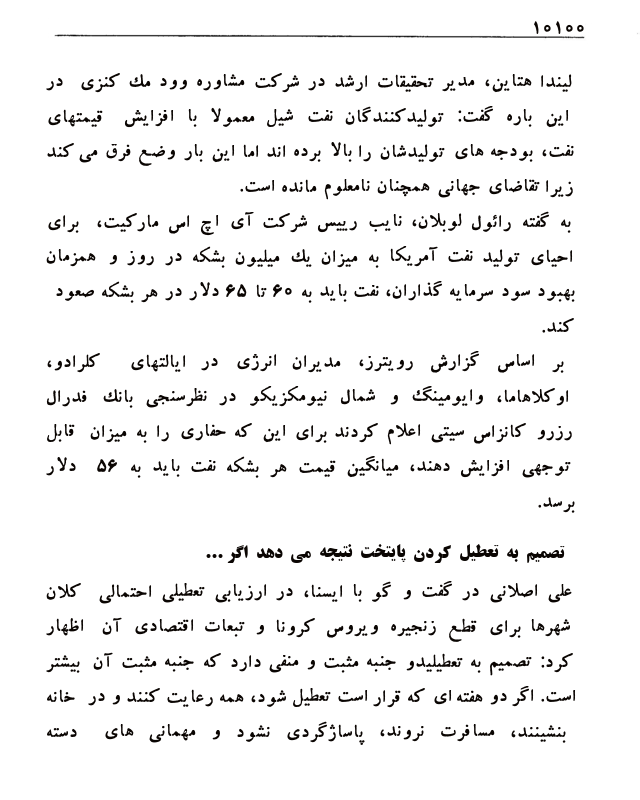 ۱۰۱۰۰
لیندا هتاین، مدیر تحقیقات ارشد در شرکت مشاوره وود مك کنزی در
این باره گفت: تولیدکنندگان نفت شیل معمولا با افزایش قیمتهای
نفت، بودجه های تولیدشان را بالا برده اند اما این بار وضع فرق می کند
زیرا تقاضای جهانی همچنان نامعلوم مانده است.
به گفته رائول لوبلان، نایب رییس شرکت آی اچ اس مارکیت، برای
احیای تولید نفت آمریکا به میزان یك میلیون بشکه در روز و همزمان
بهبود سود سرمایه گذاران، نفت باید به ۶۰ تا ۶۵ دلار در هر بشکه صعود
کند.
بر اساس گزارش رویترز، مدیران انرژی در ایالتهای کلرادو،
اوکلاهاما، وایومینگ و شمال نیومکزیکو در نظرسنجی بانك فدرال
رزرو کانزاس سیتی اعلام کردند برای این که حفاری را به میزان قابل
توجهی افزایش دهند، میانگین قیمت هر بشکه نفت باید به ۵۶ دلار
برسد.
تصمیم به تعطیل کردن پایتخت نتیجه می دهد اگر ...
علی اصلانی در گفت و گو با ایسنا، در ارزیابی تعطیلی احتمالی کلان
شهرها برای قطع زنجیره ویروس کرونا و تبعات اقتصادی آن اظهار
کرد: تصمیم به تعطیلیدو جنبه مثبت و منفی دارد که جنبه مثبت آن بیشتر
است. اگر دو هفته ای که قرار است تعطیل شود، همه رعایت کنند و در خانه
بنشینند، مسافرت نروند، پاساژگردی نشود و مهمانی های دسته